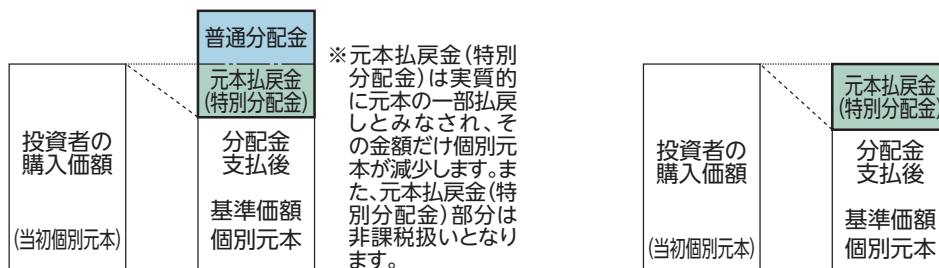 普通分配金
元本払戻金
(特別分配金)
投資者の
購入価額
(当初個別元本)
分配金
支払後
基準価額
個別元本
※元本払戻金(特別
分配金)は実質的
に元本の一部払戻
しとみなされ、そ
の金額だけ個別元
本が減少します。ま
た、元本払戻金(特
別分配金)部分は
非課税扱いとなり
ます。
元本払戻金
(特別分配金)
投資者の
購入価額
(当初個別元本)
分配金
支払後
基準価額
個別元本